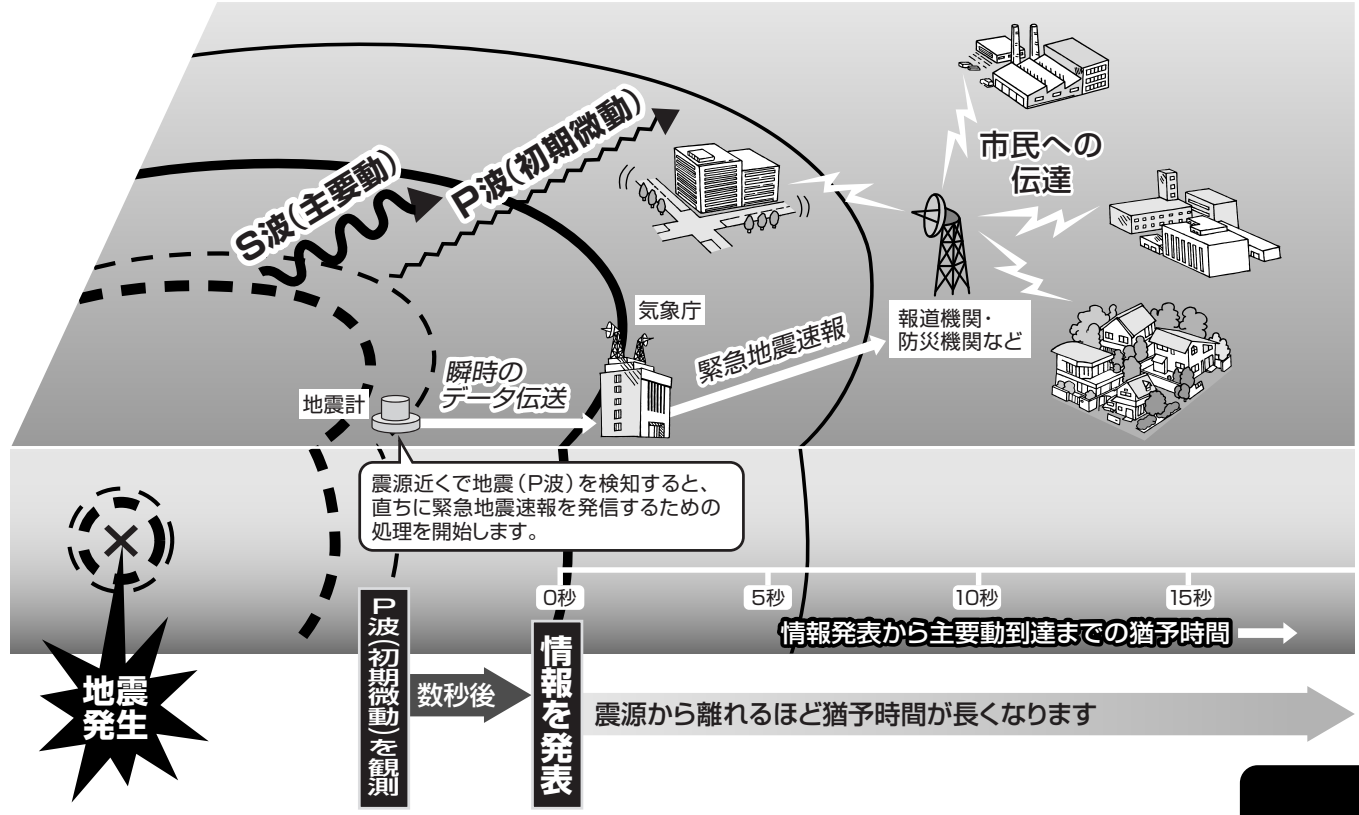 市民への
伝達
P波（初期微動）
S波（主要動）
気象庁
報道機関・
防災機関など
緊急地震速報
瞬時の
データ伝送
地震計
震源近くで地震（P波）を検知すると、
直ちに緊急地震速報を発信するための
処理を開始します。
0秒
5秒
10秒
15秒
情報発表から主要動到達までの猶予時間
地震
発生
P波（初期微動）を観測
数秒後
情報を発表
震源から離れるほど猶予時間が長くなります